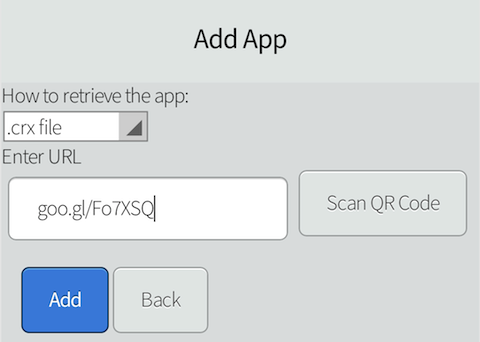 Add App
How to retrieve the app:
.crx file
Enter URL
goo.gl/Fo7XSQ
Scan QR Code
Add
Back